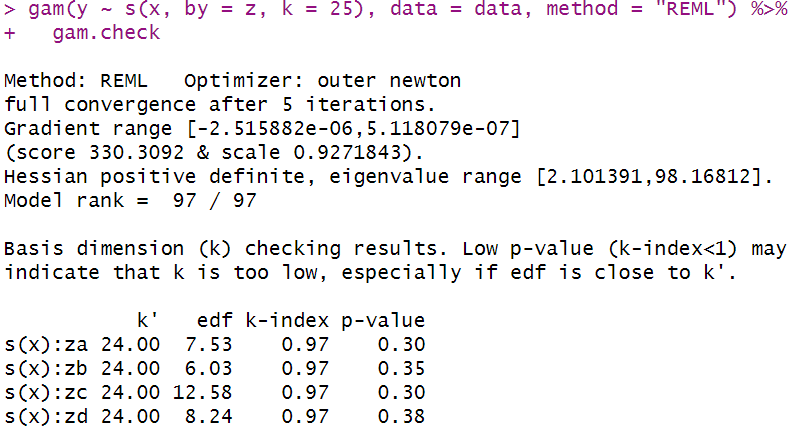 > gam(y ~ s(x, by = z, k = 25), data = data, method = "REML") %>%
+   gam.check

Method: REML   Optimizer: outer newton
full convergence after 5 iterations.
Gradient range [-2.515882e-06,5.118079e-07]
(score 330.3092 & scale 0.9271843).
Hessian positive definite, eigenvalue range [2.101391,98.16812].
Model rank =  97 / 97

Basis dimension (k) checking results. Low p-value (k-index<1) may
indicate that k is too low, especially if edf is close to k'.

           k'   edf k-index p-value
s(x):za 24.00  7.53    0.97    0.30
s(x):zb 24.00  6.03    0.97    0.35
s(x):zc 24.00 12.58    0.97    0.30
s(x):zd 24.00  8.24    0.97    0.38